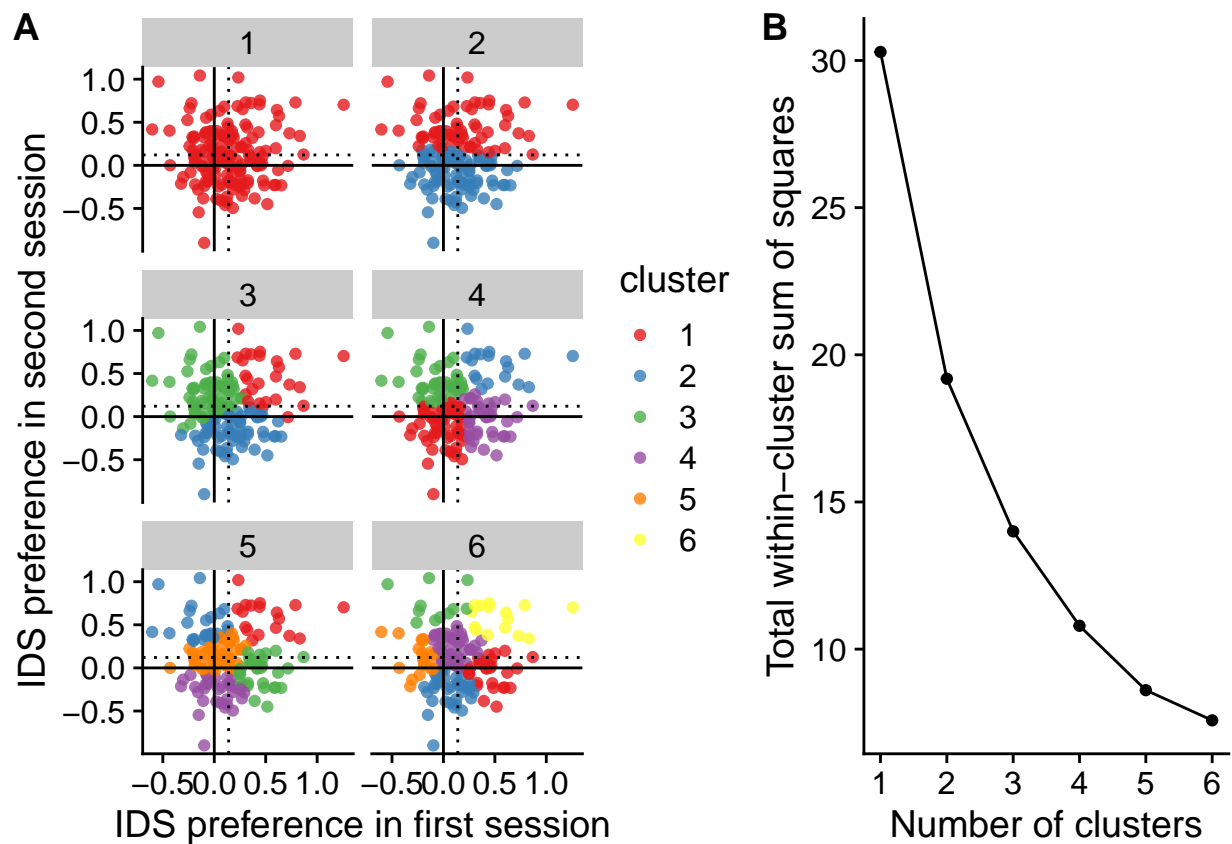 A
1
2
1.0
0.5
0.0
−0.5
3
4
1.0
0.5
0.0
−0.5
5
6
1.0
0.5
0.0
−0.5
−0.5 0.0 0.5 1.0
−0.5 0.0 0.5 1.0
IDS preference in first session
IDS preference in second session
cluster
1
2
3
4
5
6
B
30
25
20
15
10
1 2 3 4 5 6
Number of clusters
Total within−cluster sum of squares